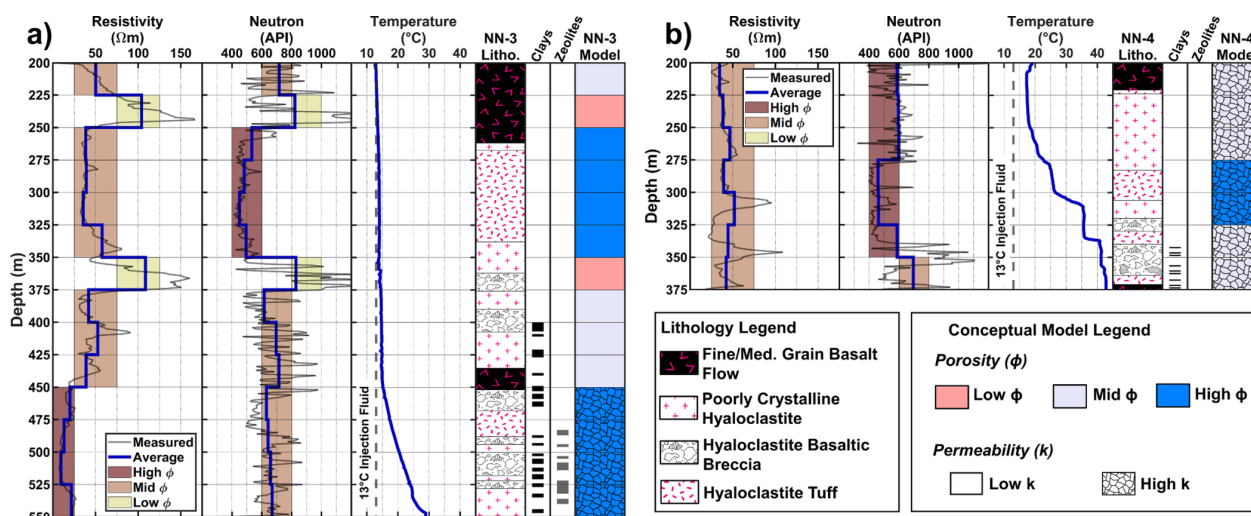 a)
Resistivity
(Ωm)
50 100 150
Neutron
(API)
400 600 800 1000
Temperature
(°C)
10 20 30 40
NN-3
Litho.
Clays
Zeolites
NN-3
Model
Depth (m)
200
225
250
275
300
325
350
375
400
425
450
475
500
525
550
Measured
Average
High ϕ
Mid ϕ
Low ϕ
13°C Injection Fluid
b)
Resistivity
(Ωm)
50 100 150
Neutron
(API)
400 600 800 1000
Temperature
(°C)
10 20 30 40
NN-4
Litho.
Clays
Zeolites
NN-4
Model
Depth (m)
200
225
250
275
300
325
350
375
Measured
Average
High ϕ
Mid ϕ
Low ϕ
13°C Injection Fluid
Lithology Legend
Fine/Med. Grain Basalt
Flow
Poorly Crystalline
Hyaloclastite
Hyaloclastite Basaltic
Breccia
Hyaloclastite Tuff
Conceptual Model Legend
Porosity (ϕ)
Low ϕ Mid ϕ High ϕ
Permeability (k)
Low k High k